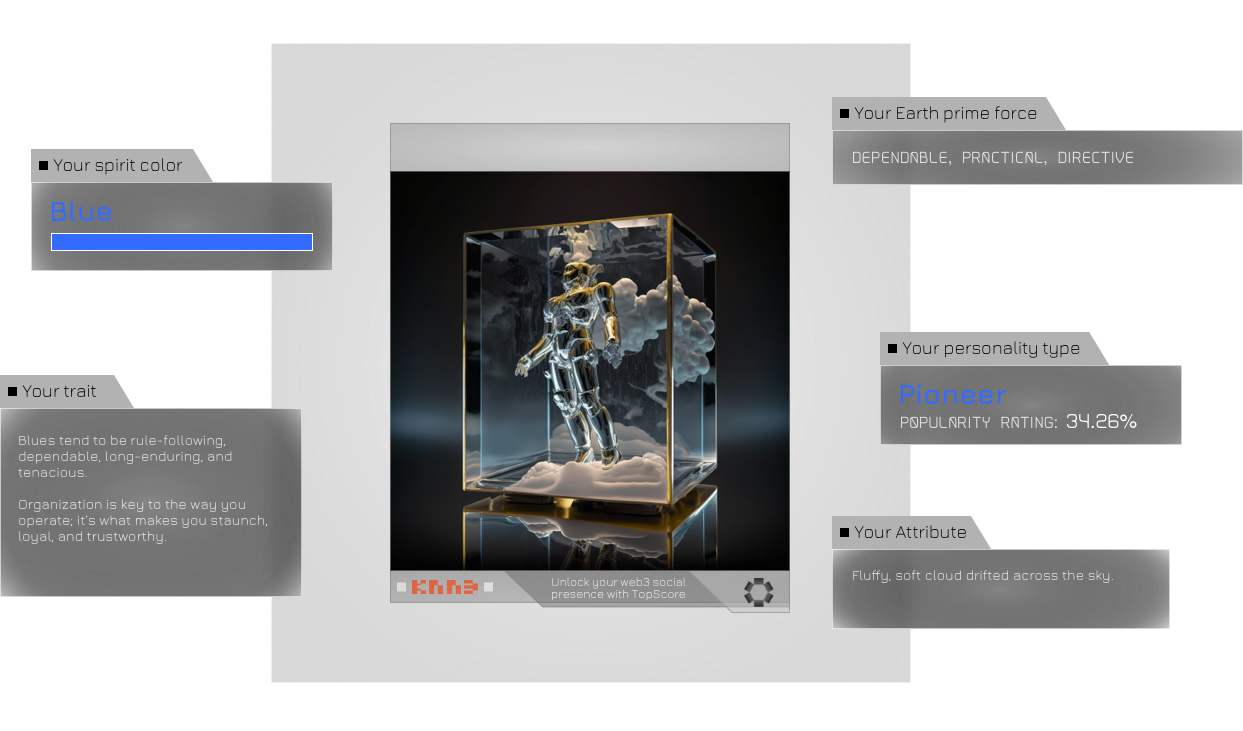 Your Earth prime force
DEPENDABLE, PRACTICAL, DIRECTIVE
Your spirit color
Blue
Your personality type
Pioneer
POPULARITY RATING: 34.26%
Your trait
Blues tend to be rule-following,
dependable, long-enduring, and
tenacious.
Organization is key to the way you
operate; it's what makes you staunch,
loyal, and trustworthy.
Your Attribute
Fluffy, soft cloud drifted across the sky.
KNN3
Unlock your web3 social
presence with TopScore